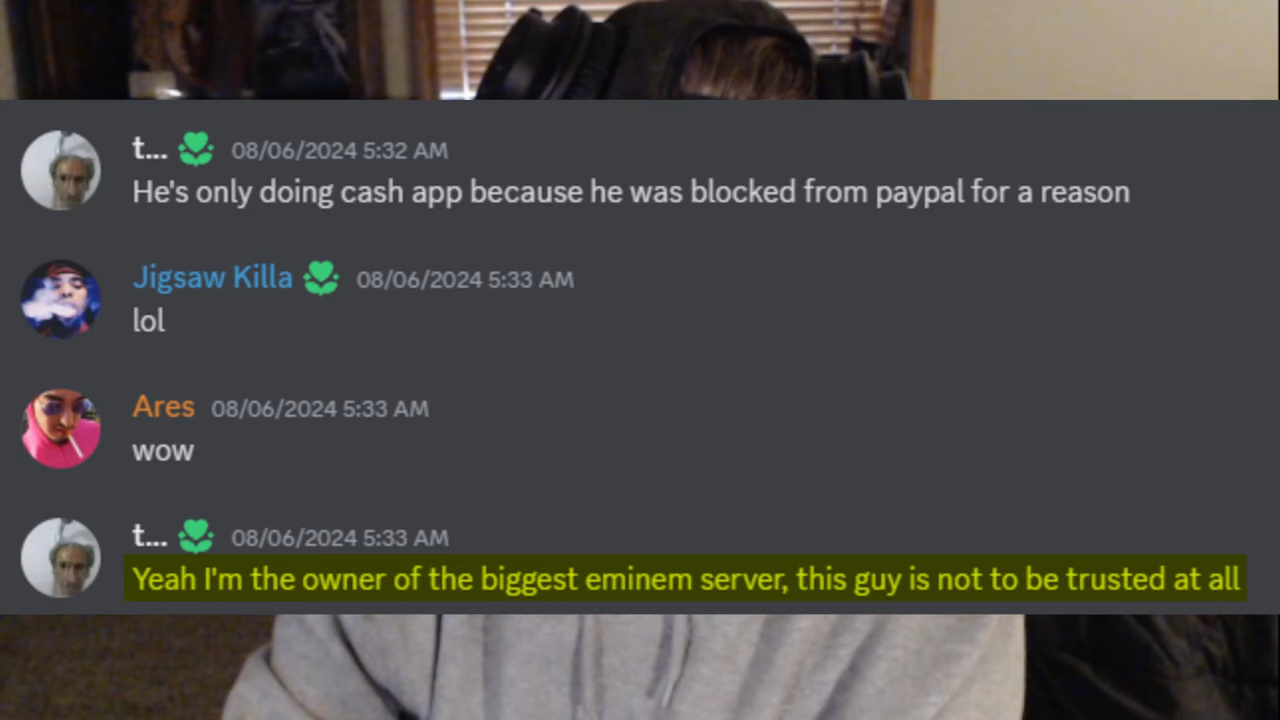 t... 08/06/2024 5:32 AM
He's only doing cash app because he was blocked from paypal for a reason
Jigsaw Killa 08/06/2024 5:33 AM
lol
Ares 08/06/2024 5:33 AM
wow
t... 08/06/2024 5:33 AM
Yeah I'm the owner of the biggest eminem server, this guy is not to be trusted at all